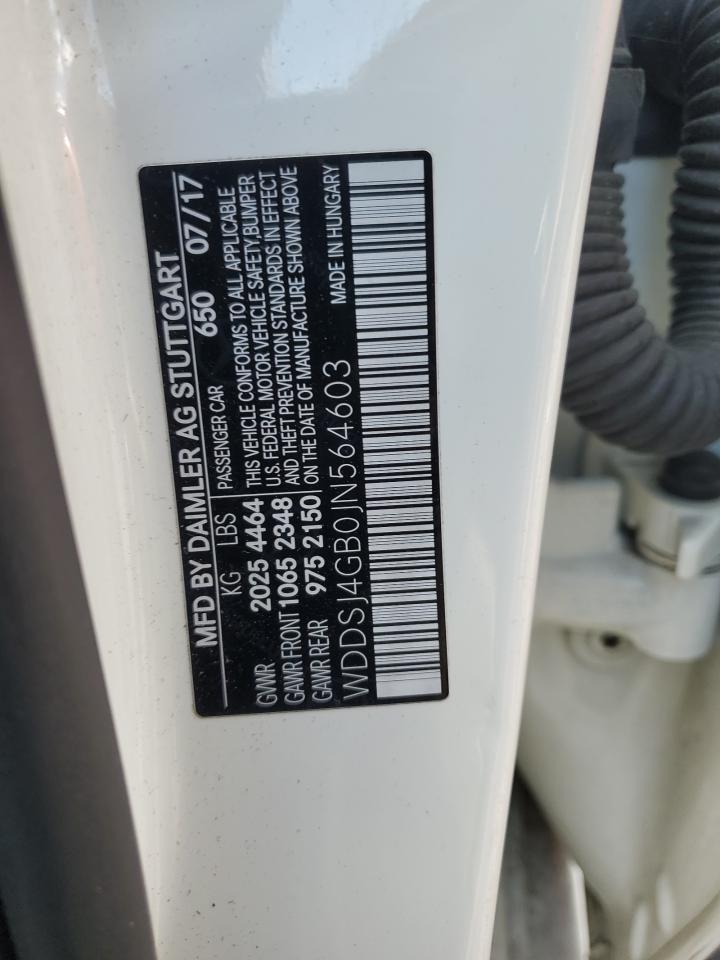 MFD BY DAIMLER AG STUTTGART
KG LBS PASSENGER CAR 650 07/17
GVWR 2025 4464 THIS VEHICLE CONFORMS TO ALL APPLICABLE
GAWR FRONT 1065 2348 U.S. FEDERAL MOTOR VEHICLE SAFETY,BUMPER
GAWR REAR 975 2150 AND THEFT PREVENTION STANDARDS IN EFFECT
ON THE DATE OF MANUFACTURE SHOWN ABOVE
WDDSJ4GB0JN564603 MADE IN HUNGARY